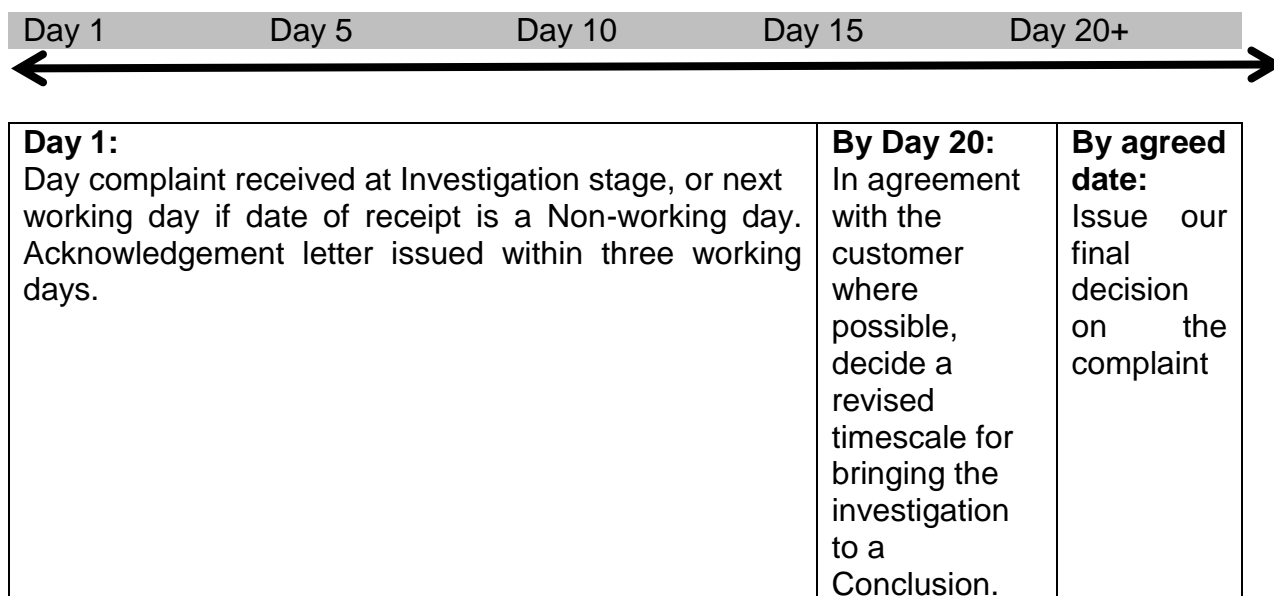 Day 1 Day 5 Day 10 Day 15 Day 20+
Day 1:
Day complaint received at Investigation stage, or next
working day if date of receipt is a Non-working day.
Acknowledgement letter issued within three working
days.
By Day 20:
In agreement
with the
customer
where
possible,
decide a
revised
timescale for
bringing the
investigation
to a
Conclusion.
By agreed
date:
Issue our
final
decision
on the
complaint